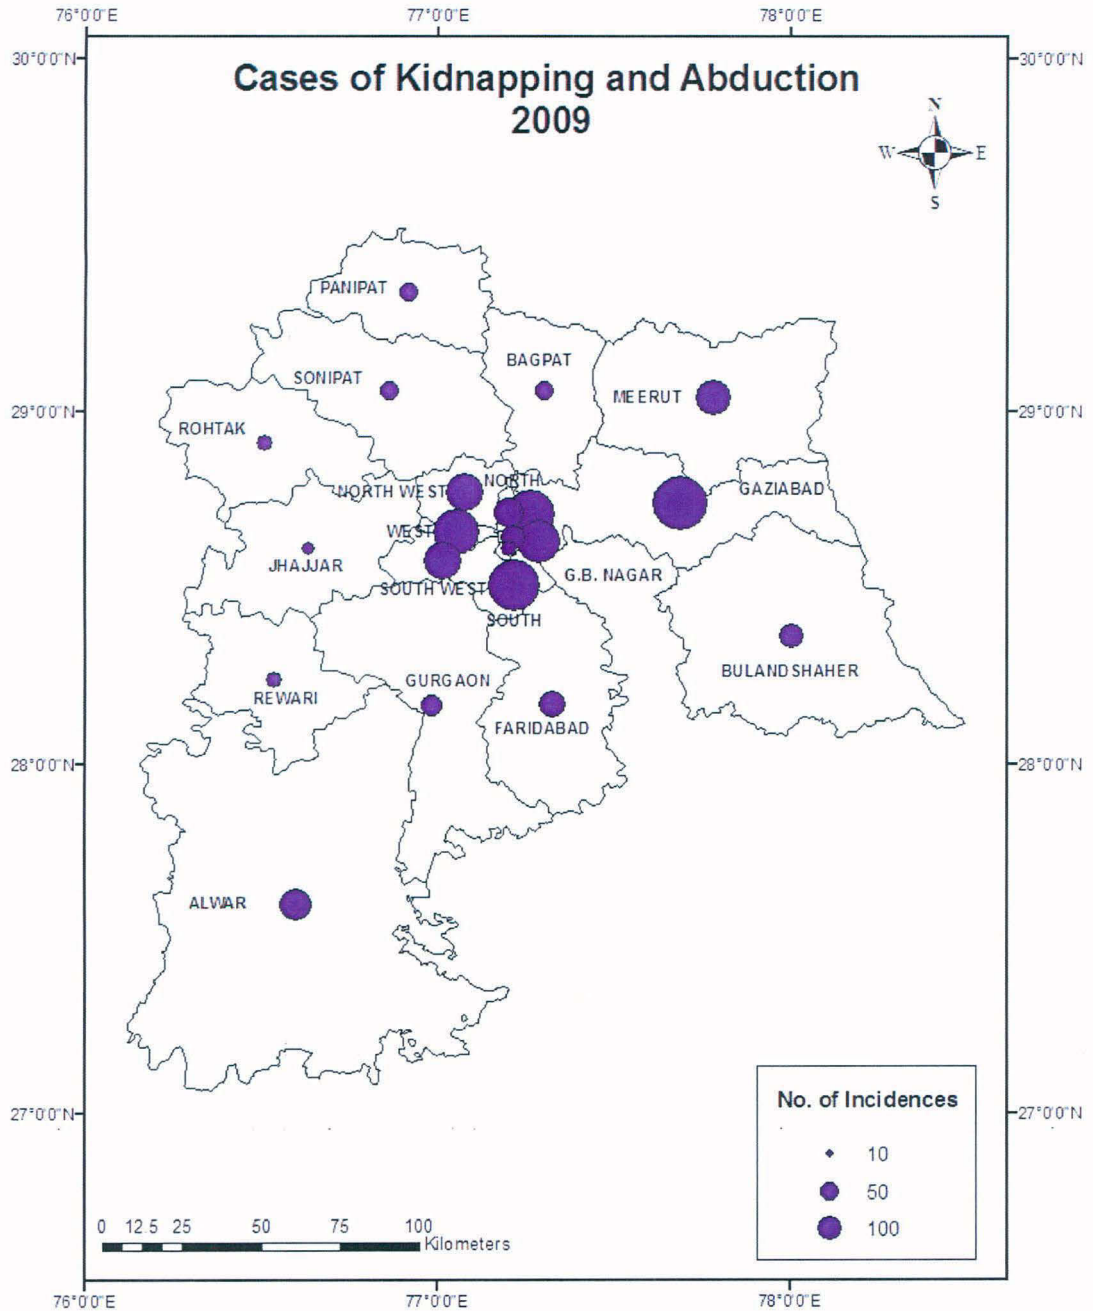 76°0'0"E 77°0'0"E 78°0'0"E
30°0'0"N 30°0'0"N
Cases of Kidnapping and Abduction
2009
N
W E
S
PANIPAT
BAGPAT
SONIPAT
MEERUT
29°0'0"N 29°0'0"N
ROHTAK
NORTH
NORTH WEST GAZIABAD
WEST
JHAJJAR
G.B. NAGAR
SOUTH WEST
SOUTH
BULANDSHAHER
GURGAON
REWARI
FARIDABAD
28°0'0"N 28°0'0"N
ALWAR
No. of Incidences
27°0'0"N 27°0'0"N
10
50
100
0 12.5 25 50 75 100
Kilometers
76°0'0"E 77°0'0"E 78°0'0"E